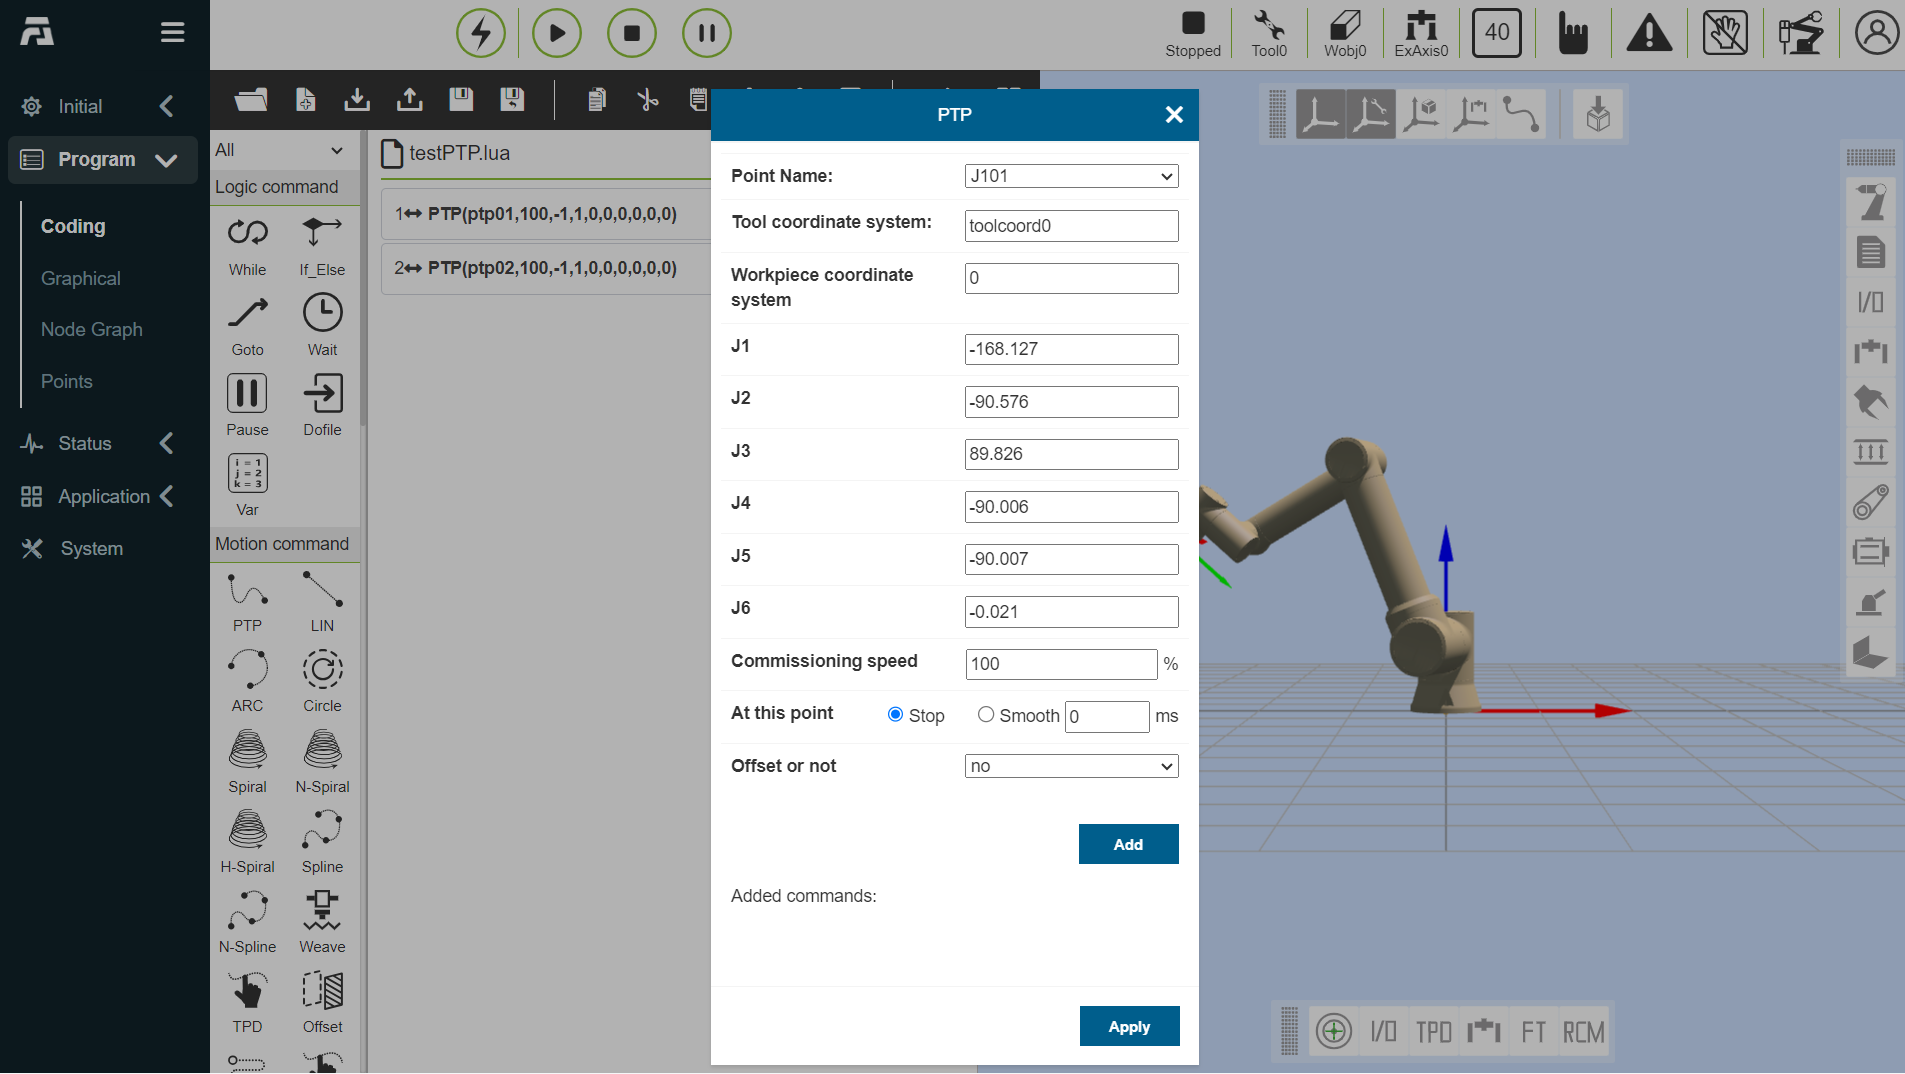 Stopped
Tool0
Wobj0
ExAxis0
40
Initial
Program
Coding
Graphical
Node Graph
Points
Status
Application
System
All
Logic command
While
If_Else
Goto
Wait
Pause
Dofile
i = 1
j = 2
k = 3
Var
Motion command
PTP
LIN
ARC
Circle
Spiral
N-Spiral
H-Spiral
Spline
N-Spline
Weave
TPD
Offset
testPTP.lua
1 PTP(ptp01,100,-1,1,0,0,0,0,0,0)
2 PTP(ptp02,100,-1,1,0,0,0,0,0,0)
PTP
Point Name: J101
Tool coordinate system: toolcoord0
Workpiece coordinate system 0
J1 -168.127
J2 -90.576
J3 89.826
J4 -90.006
J5 -90.007
J6 -0.021
Commissioning speed 100 %
At this point Stop Smooth 0 ms
Offset or not no
Add
Added commands:
Apply
I/O
I/O
TPD
FT
RCM